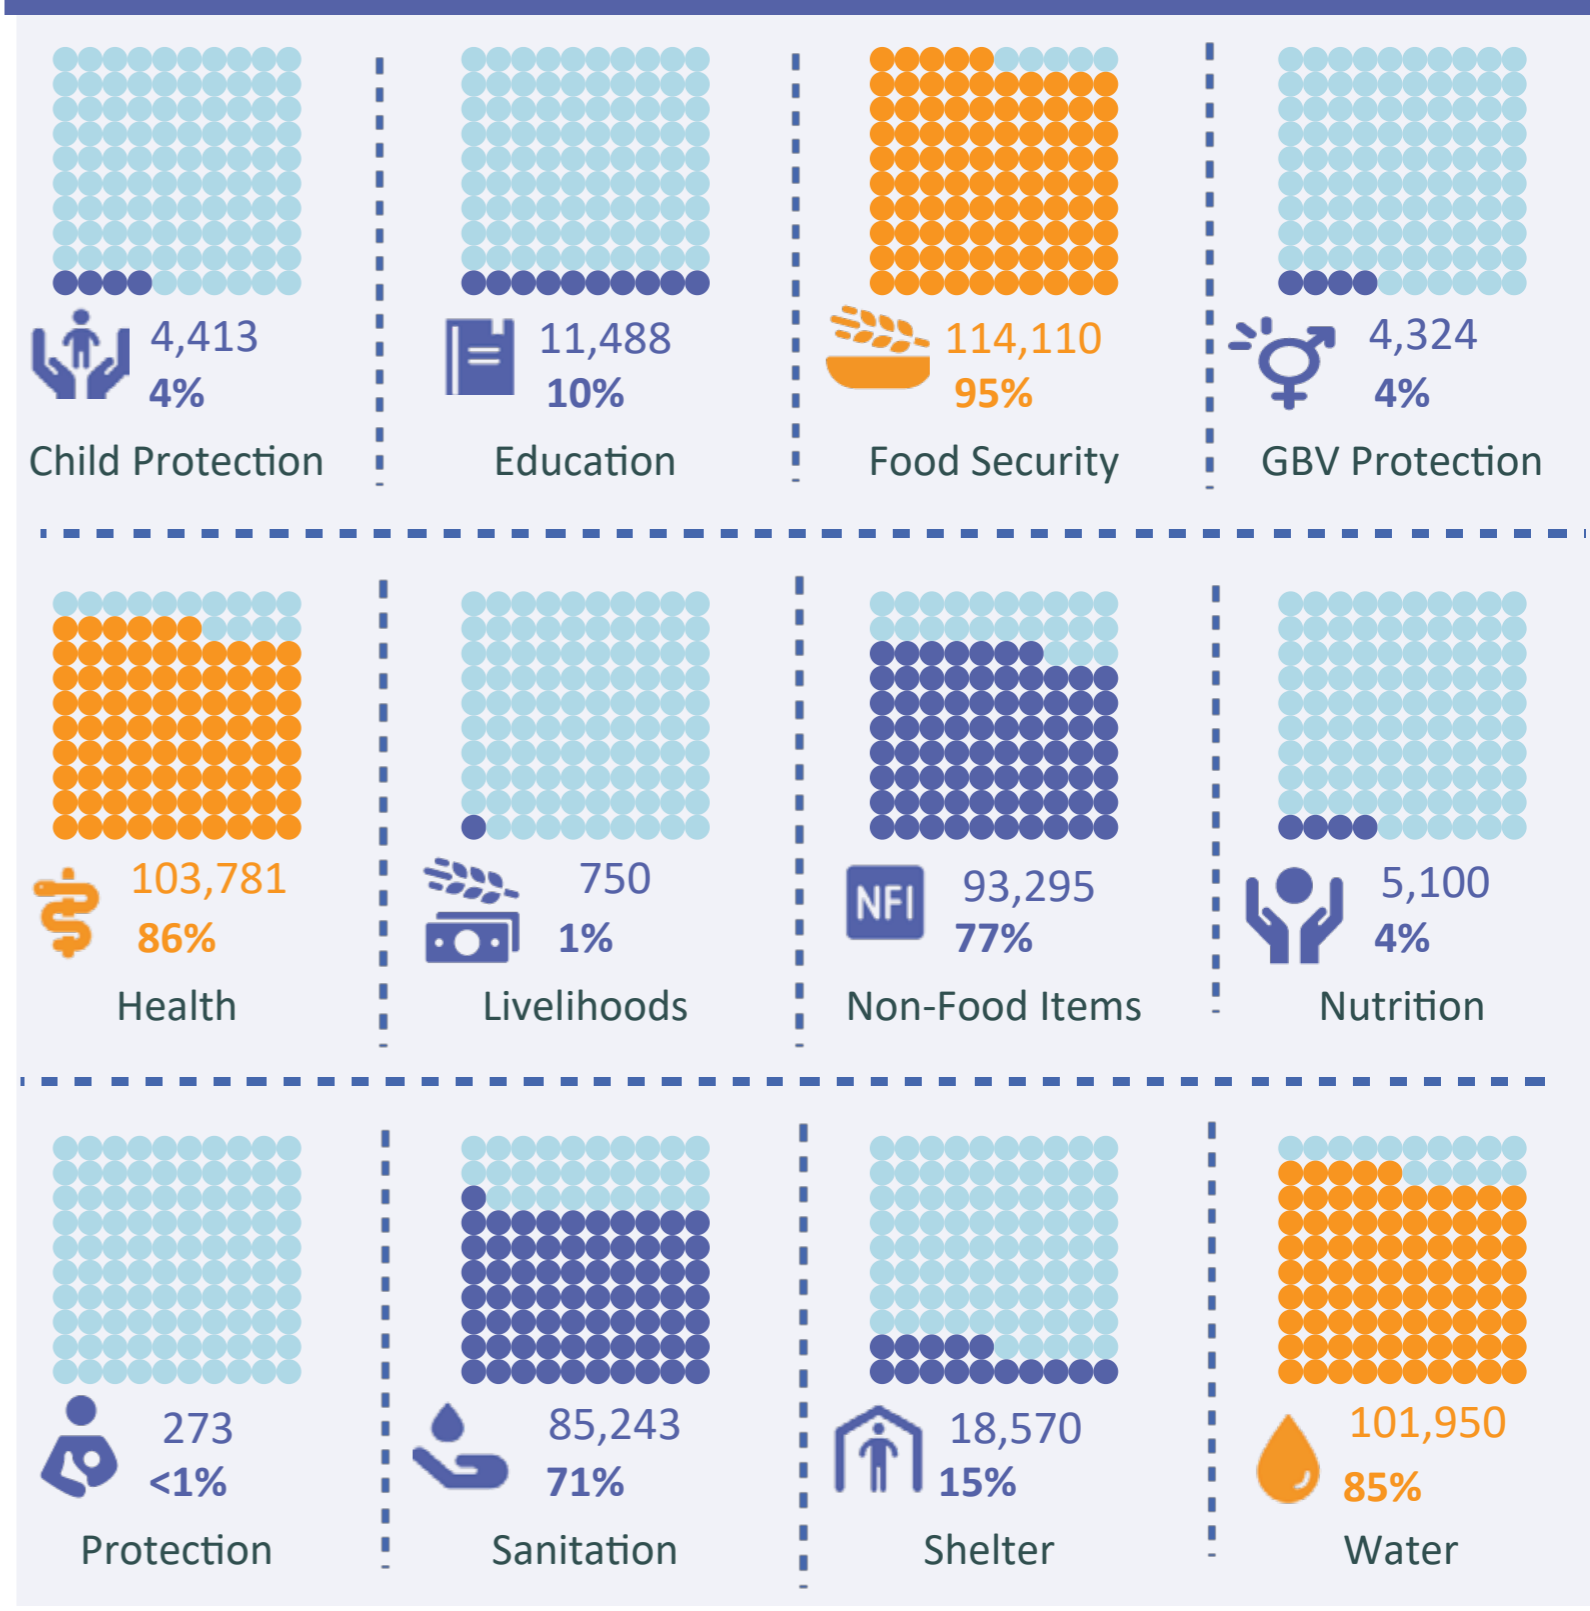 4,413
4%
Child Protection
11,488
10%
Education
114,110
95%
Food Security
4,324
4%
GBV Protection
103,781
86%
Health
750
1%
Livelihoods
NFI
93,295
77%
Non-Food Items
5,100
4%
Nutrition
273
<1%
Protection
85,243
71%
Sanitation
18,570
15%
Shelter
101,950
85%
Water